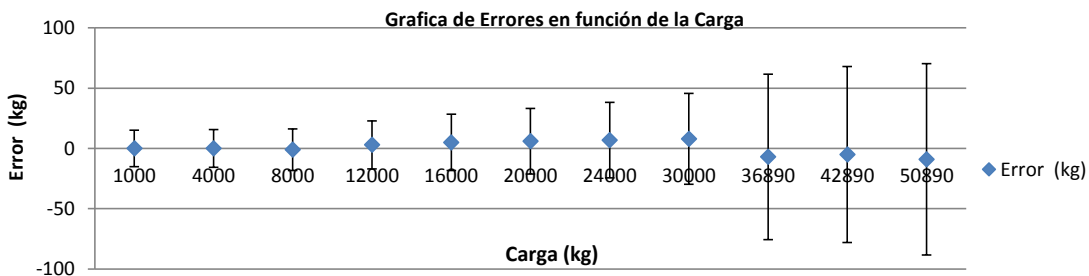 Grafica de Errores en función de la Carga
100
50
0
-50
-100
Error (kg)
1000 4000 8000 12000 16000 20000 24000 30000 36890 42890 50890
Carga (kg)
Error (kg)